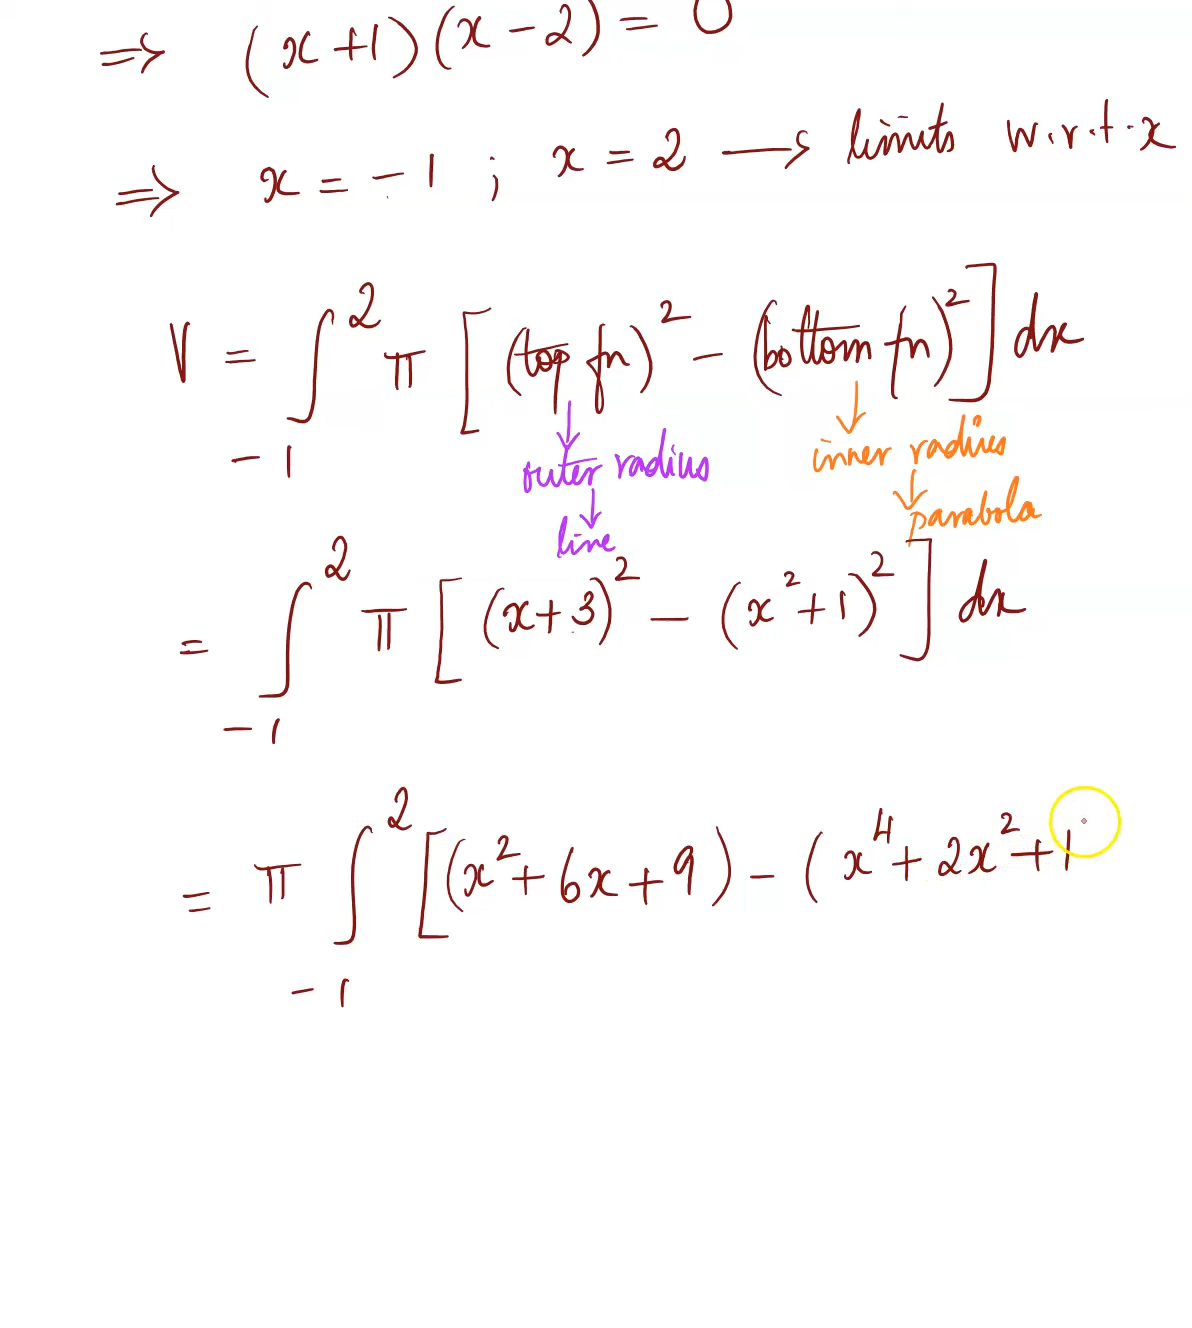 ⇒ (x+1)(x-2) = 0
⇒ x = -1 ; x = 2 ⟶ limits w.r.t. x
V = ∫_{-1}^{2} π [(top fn)² - (bottom fn)²] dx
↓ ↓
outer radius inner radius
↓ ↓
line parabola
= ∫_{-1}^{2} π [(x+3)² - (x²+1)²] dx
= π ∫_{-1}^{2} [(x²+6x+9) - (x⁴+2x²+1